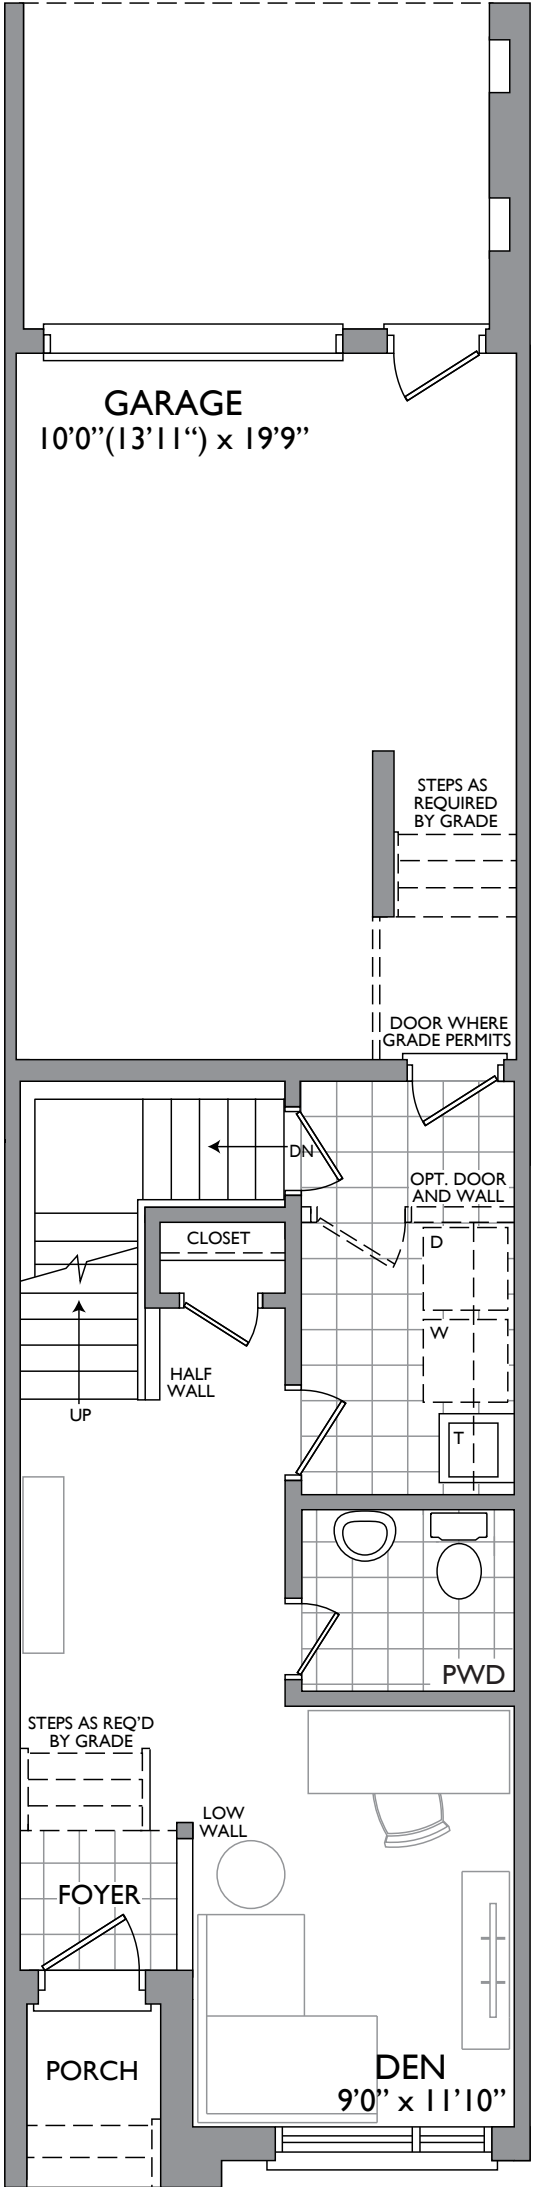 GARAGE
10’0”(13’11“) x 19’9”
STEPS AS
REQUIRED
BY GRADE
DOOR WHERE
GRADE PERMITS
DN
OPT. DOOR
AND WALL
CLOSET
D
W
HALF
WALL
UP
T
PWD
STEPS AS REQ’D
BY GRADE
LOW
WALL
FOYER
PORCH
DEN
9’0” x 11’10”